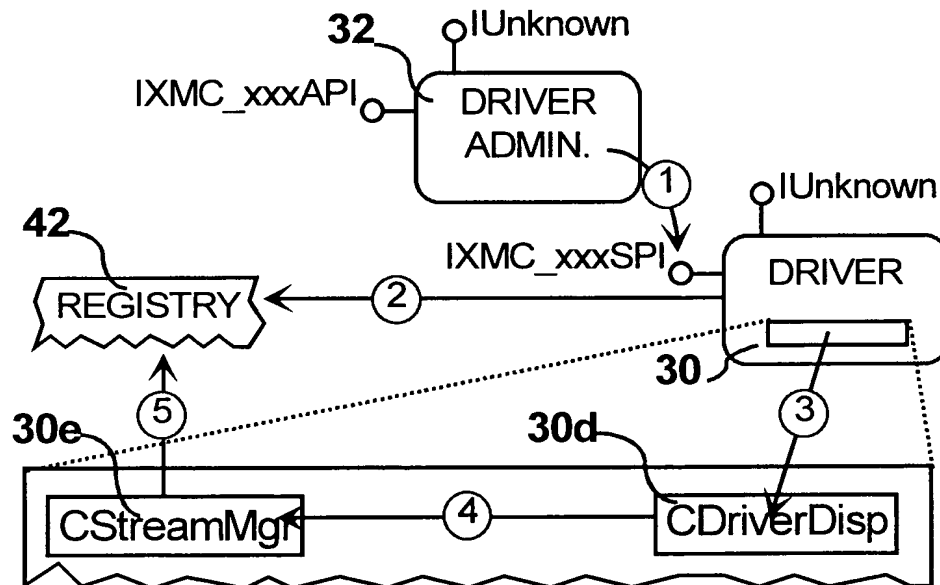 32
IUnknown
IXMC_xxxAPI
DRIVER
ADMIN.
1
IUnknown
42
IXMC_xxxSPI
DRIVER
REGISTRY
2
30
3
5
30e
30d
CStreamMgr
4
CDriverDisp